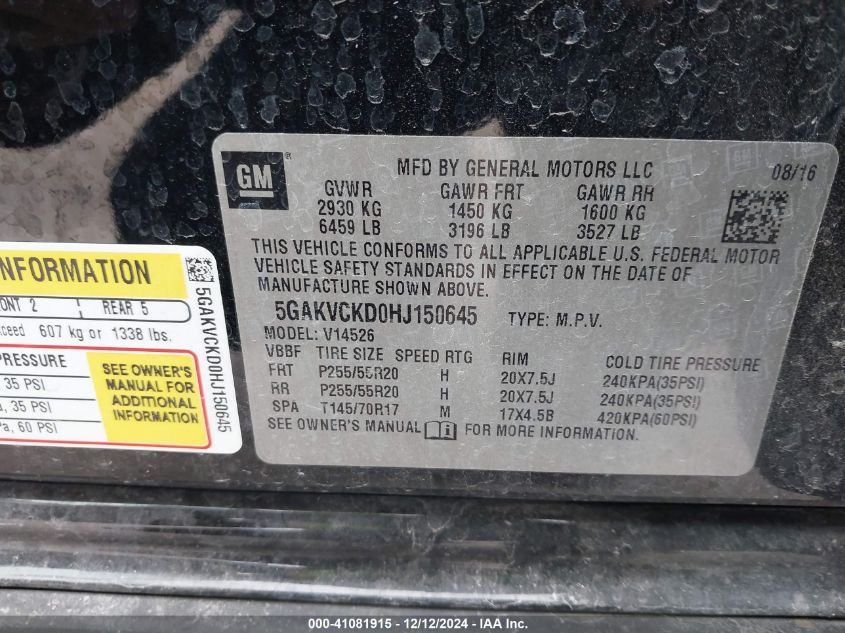 GM
®
MFD BY GENERAL MOTORS LLC
08/16
GVWR GAWR FRT GAWR RR
2930 KG 1450 KG 1600 KG
6459 LB 3196 LB 3527 LB
THIS VEHICLE CONFORMS TO ALL APPLICABLE U.S. FEDERAL MOTOR
VEHICLE SAFETY STANDARDS IN EFFECT ON THE DATE OF
MANUFACTURE SHOWN ABOVE.
5GAKVCKD0HJ150645 TYPE: M.P.V.
MODEL: V14526
VBBF TIRE SIZE SPEED RTG RIM COLD TIRE PRESSURE
FRT P255/55R20 H 20X7.5J 240KPA(35PSI)
RR P255/55R20 H 20X7.5J 240KPA(35PSI)
SPA T145/70R17 M 17X4.5B 420KPA(60PSI)
SEE OWNER'S MANUAL i FOR MORE INFORMATION.
INFORMATION
ONT 2 REAR 5
ceed 607 kg or 1338 lbs.
PRESSURE
35 PSI
a, 35 PSI
Pa, 60 PSI
SEE OWNER'S
MANUAL FOR
ADDITIONAL
INFORMATION
5GAKVCKD0HJ150645
000-41081915 - 12/12/2024 - IAA Inc.